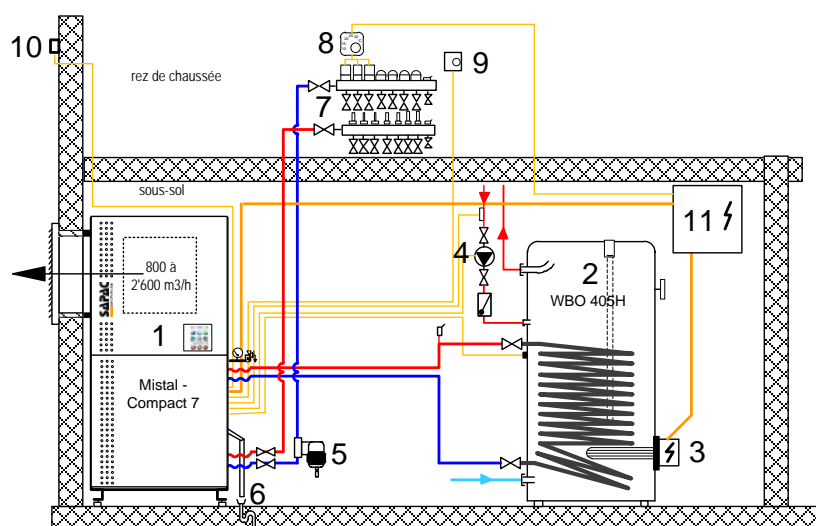 10
rez de chaussée
8
9
7
sous-sol
11
800 à
2'600 m3/h
SAPAC
4
2
WBO 405H
1
Mistal -
Compact 7
5
3
6